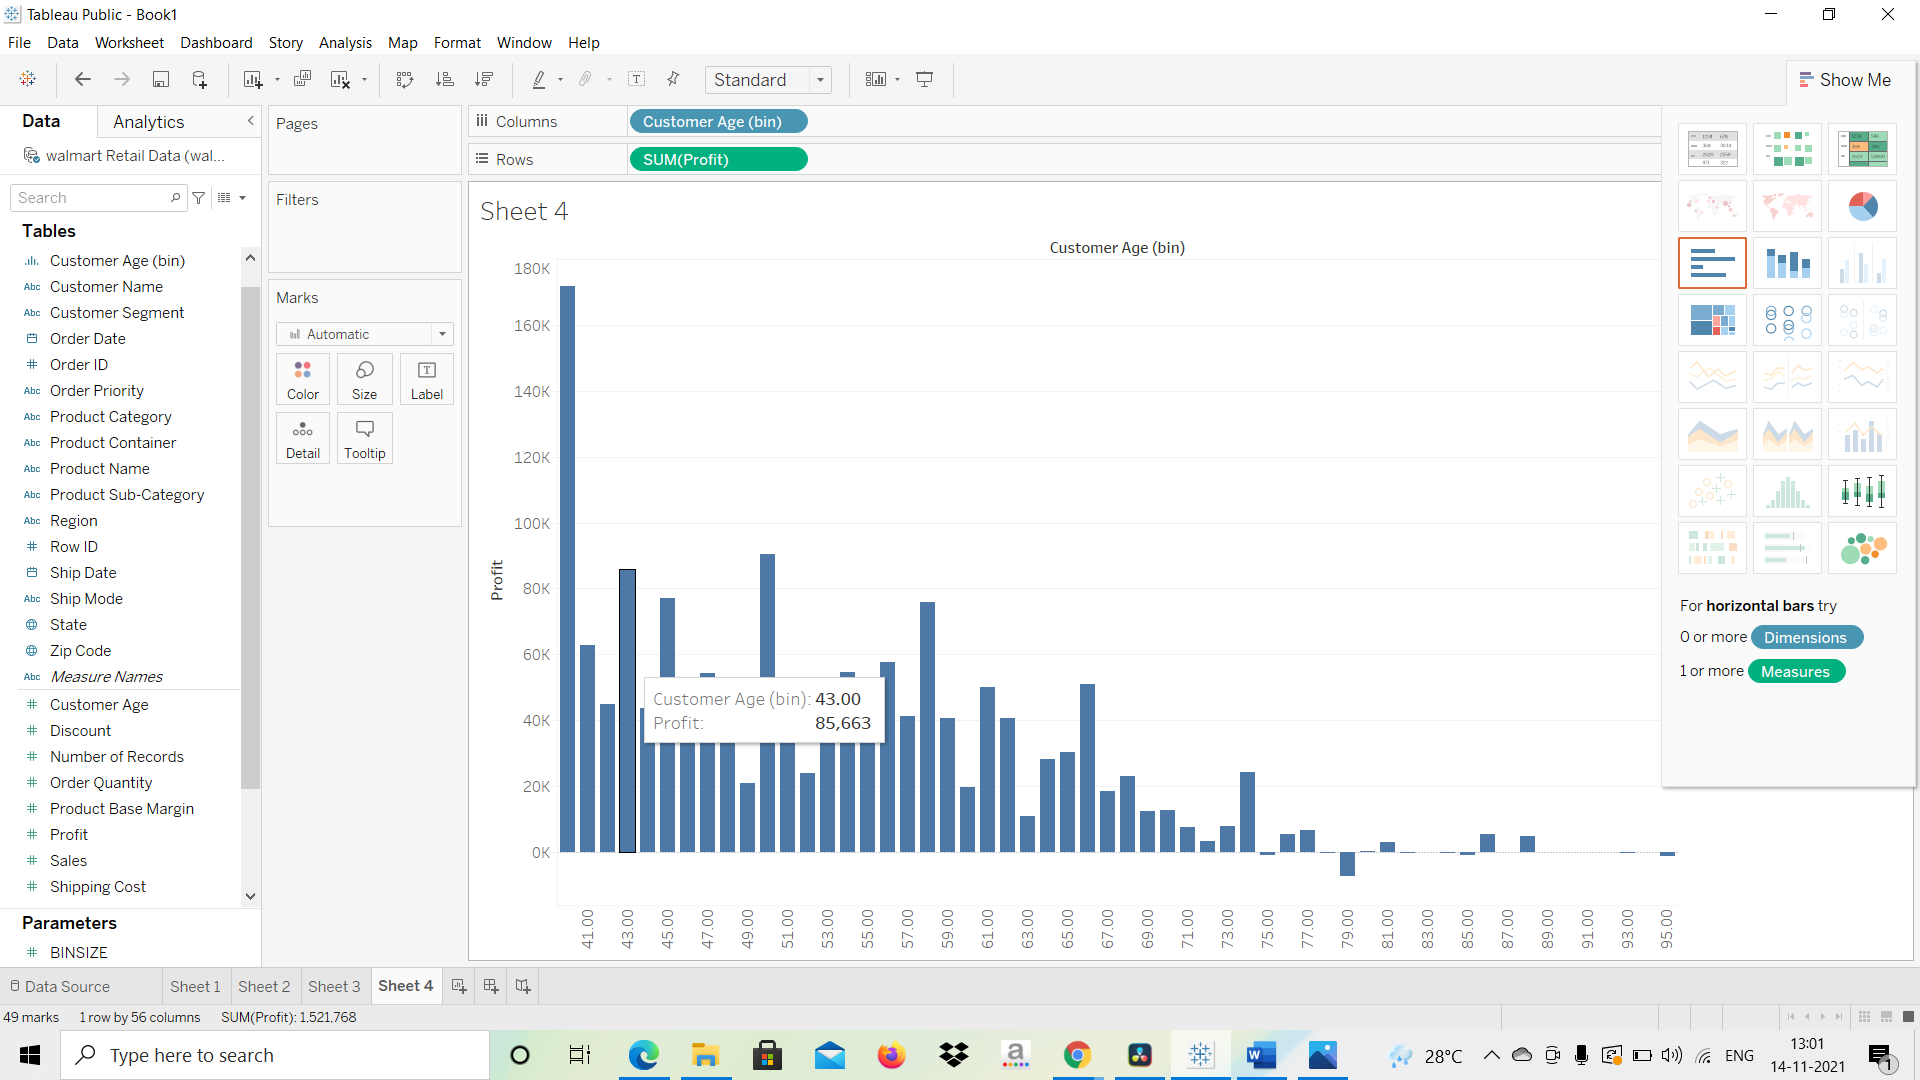 Tableau Public - Book1
File Data Worksheet Dashboard Story Analysis Map Format Window Help
Standard
Show Me
Data Analytics
walmart Retail Data (wal...
Search
Tables
Customer Age (bin)
Customer Name
Customer Segment
Order Date
Order ID
Order Priority
Product Category
Product Container
Product Name
Product Sub-Category
Region
Row ID
Ship Date
Ship Mode
State
Zip Code
Measure Names
Customer Age
Discount
Number of Records
Order Quantity
Product Base Margin
Profit
Sales
Shipping Cost
Parameters
BINSIZE
Pages
Filters
Marks
Automatic
Color Size Label
Detail Tooltip
Columns Customer Age (bin)
Rows SUM(Profit)
Sheet 4
Customer Age (bin)
180K
160K
140K
120K
100K
80K
60K
40K
20K
0K
Profit
Customer Age (bin): 43.00
Profit: 85,663
41.00 43.00 45.00 47.00 49.00 51.00 53.00 55.00 57.00 59.00 61.00 63.00 65.00 67.00 69.00 71.00 73.00 75.00 77.00 79.00 81.00 83.00 85.00 87.00 89.00 91.00 93.00 95.00
For horizontal bars try
0 or more Dimensions
1 or more Measures
Data Source Sheet 1 Sheet 2 Sheet 3 Sheet 4
49 marks 1 row by 56 columns SUM(Profit): 1,521,768
Type here to search
28°C ENG
13:01
14-11-2021
1